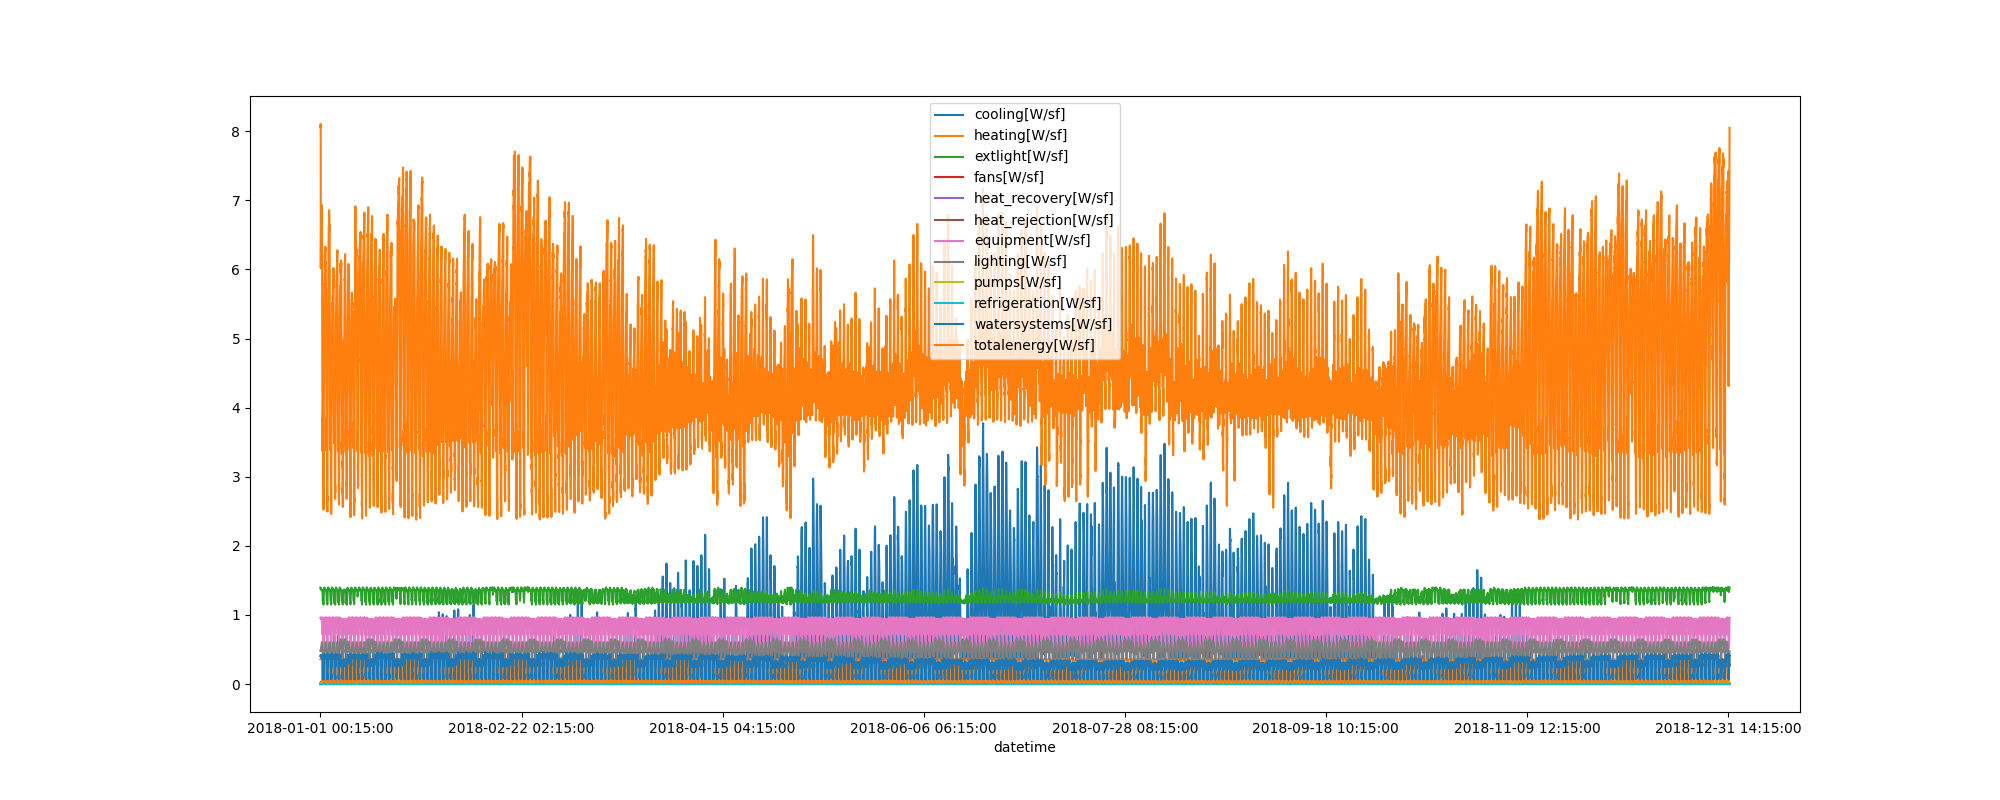 8
7
6
5
4
3
2
1
0
cooling[W/sf]
heating[W/sf]
extlight[W/sf]
fans[W/sf]
heat_recovery[W/sf]
heat_rejection[W/sf]
equipment[W/sf]
lighting[W/sf]
pumps[W/sf]
refrigeration[W/sf]
watersystems[W/sf]
totalenergy[W/sf]
2018-01-01 00:15:00 2018-02-22 02:15:00 2018-04-15 04:15:00 2018-06-06 06:15:00 2018-07-28 08:15:00 2018-09-18 10:15:00 2018-11-09 12:15:00 2018-12-31 14:15:00
datetime